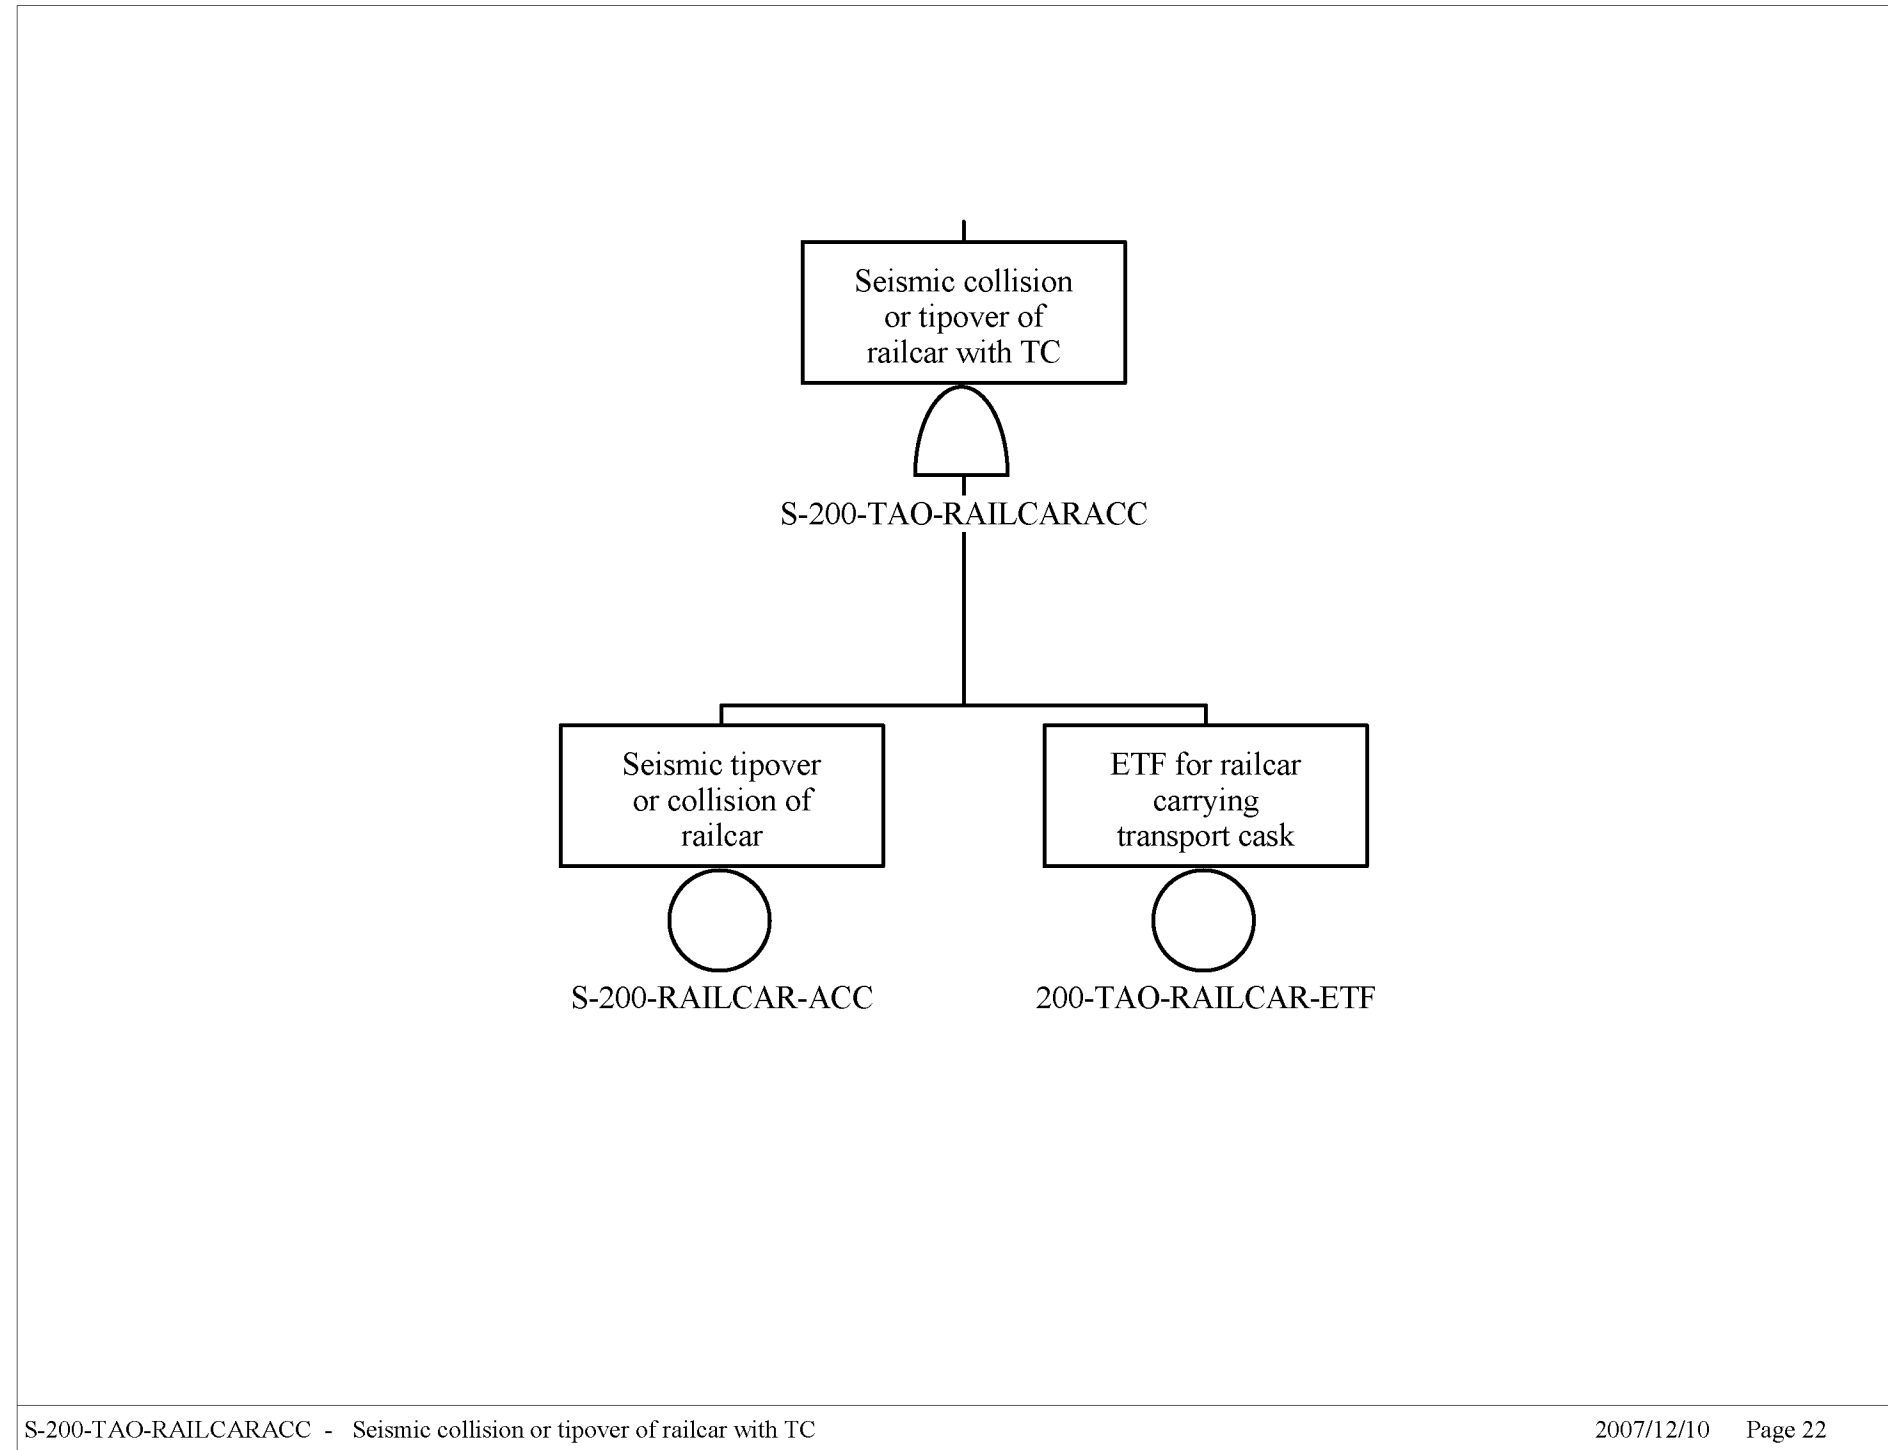 Seismic collision
or tipover of
railcar with TC
S-200-TAO-RAILCARACC
Seismic tipover
or collision of
railcar
S-200-RAILCAR-ACC
ETF for railcar
carrying
transport cask
200-TAO-RAILCAR-ETF
S-200-TAO-RAILCARACC - Seismic collision or tipover of railcar with TC
2007/12/10 Page 22